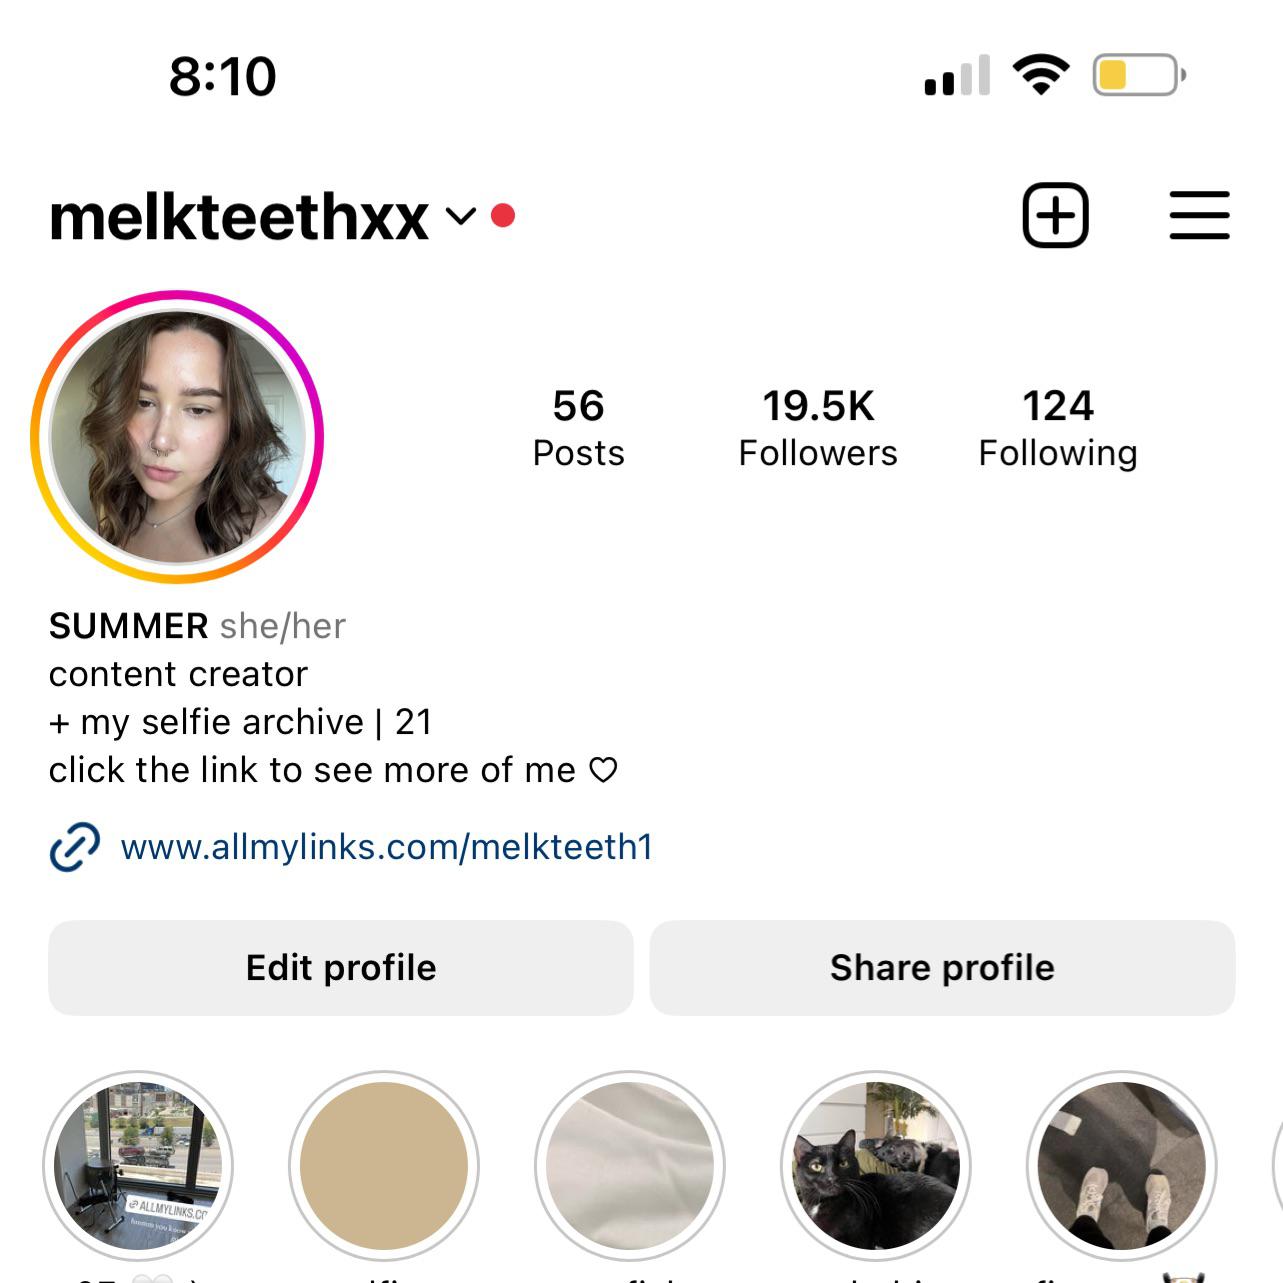 8:10
melkteethxx
56 19.5K 124
Posts Followers Following
SUMMER she/her
content creator
+ my selfie archive | 21
click the link to see more of me ♡
www.allmylinks.com/melkteeth1
Edit profile Share profile
ALLMYLINKS.CO